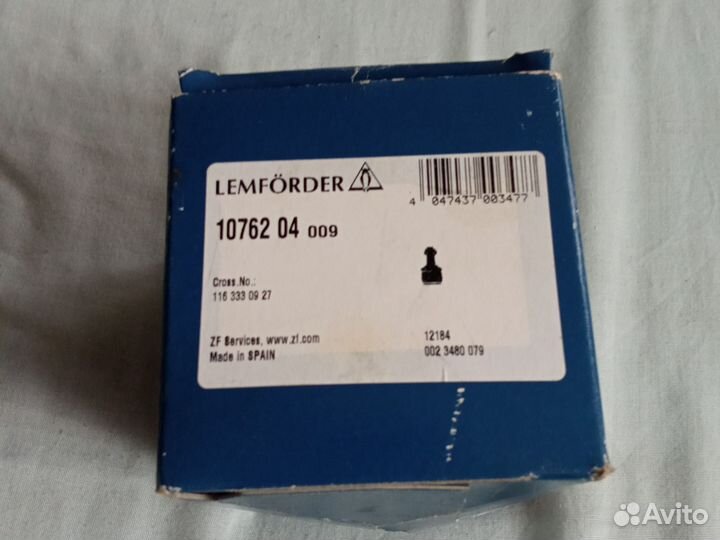 LEMFÖRDER
4 047437 003477
10762 04 009
Cross.No.:
116 333 09 27
ZF Services, www.zf.com
Made in SPAIN
12184
002 3480 079
Avito